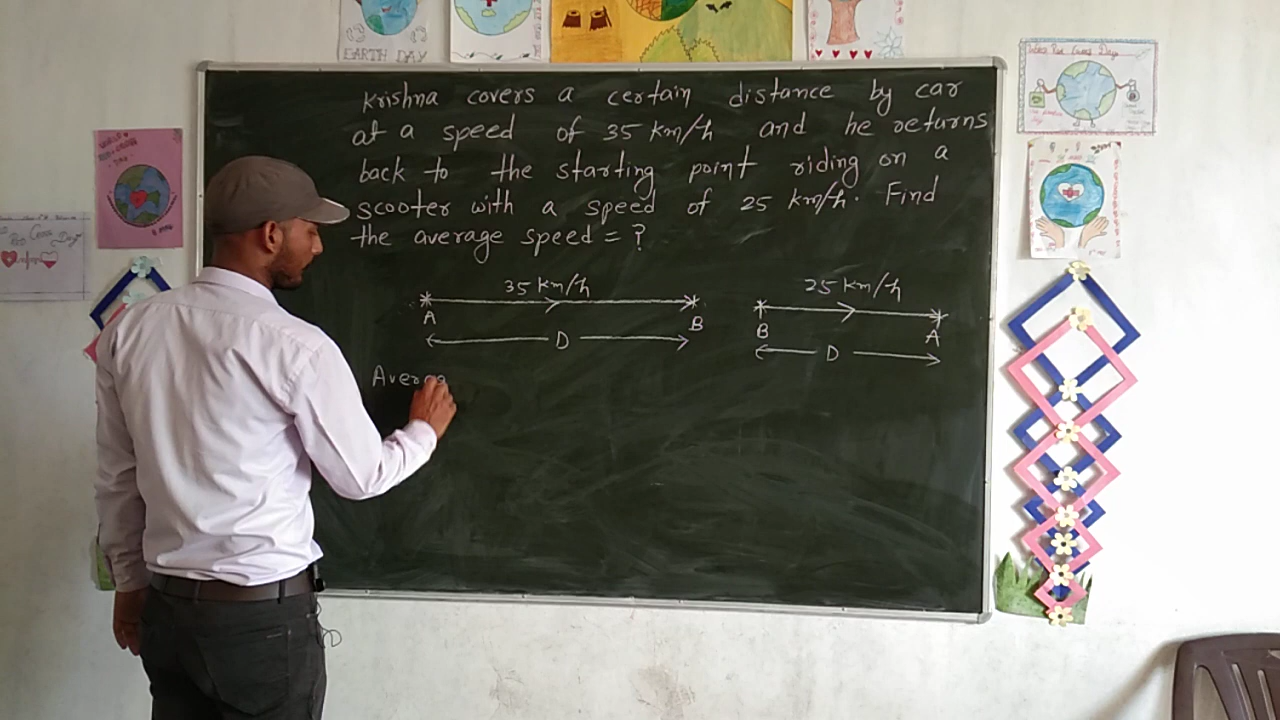 EARTH DAY
Krishna covers a certain distance by car
at a speed of 35 km/h and he returns
back to the starting point riding on a
scooter with a speed of 25 km/h. Find
the average speed = ?
35 km/h 25 km/h
A B B A
D D
Avera